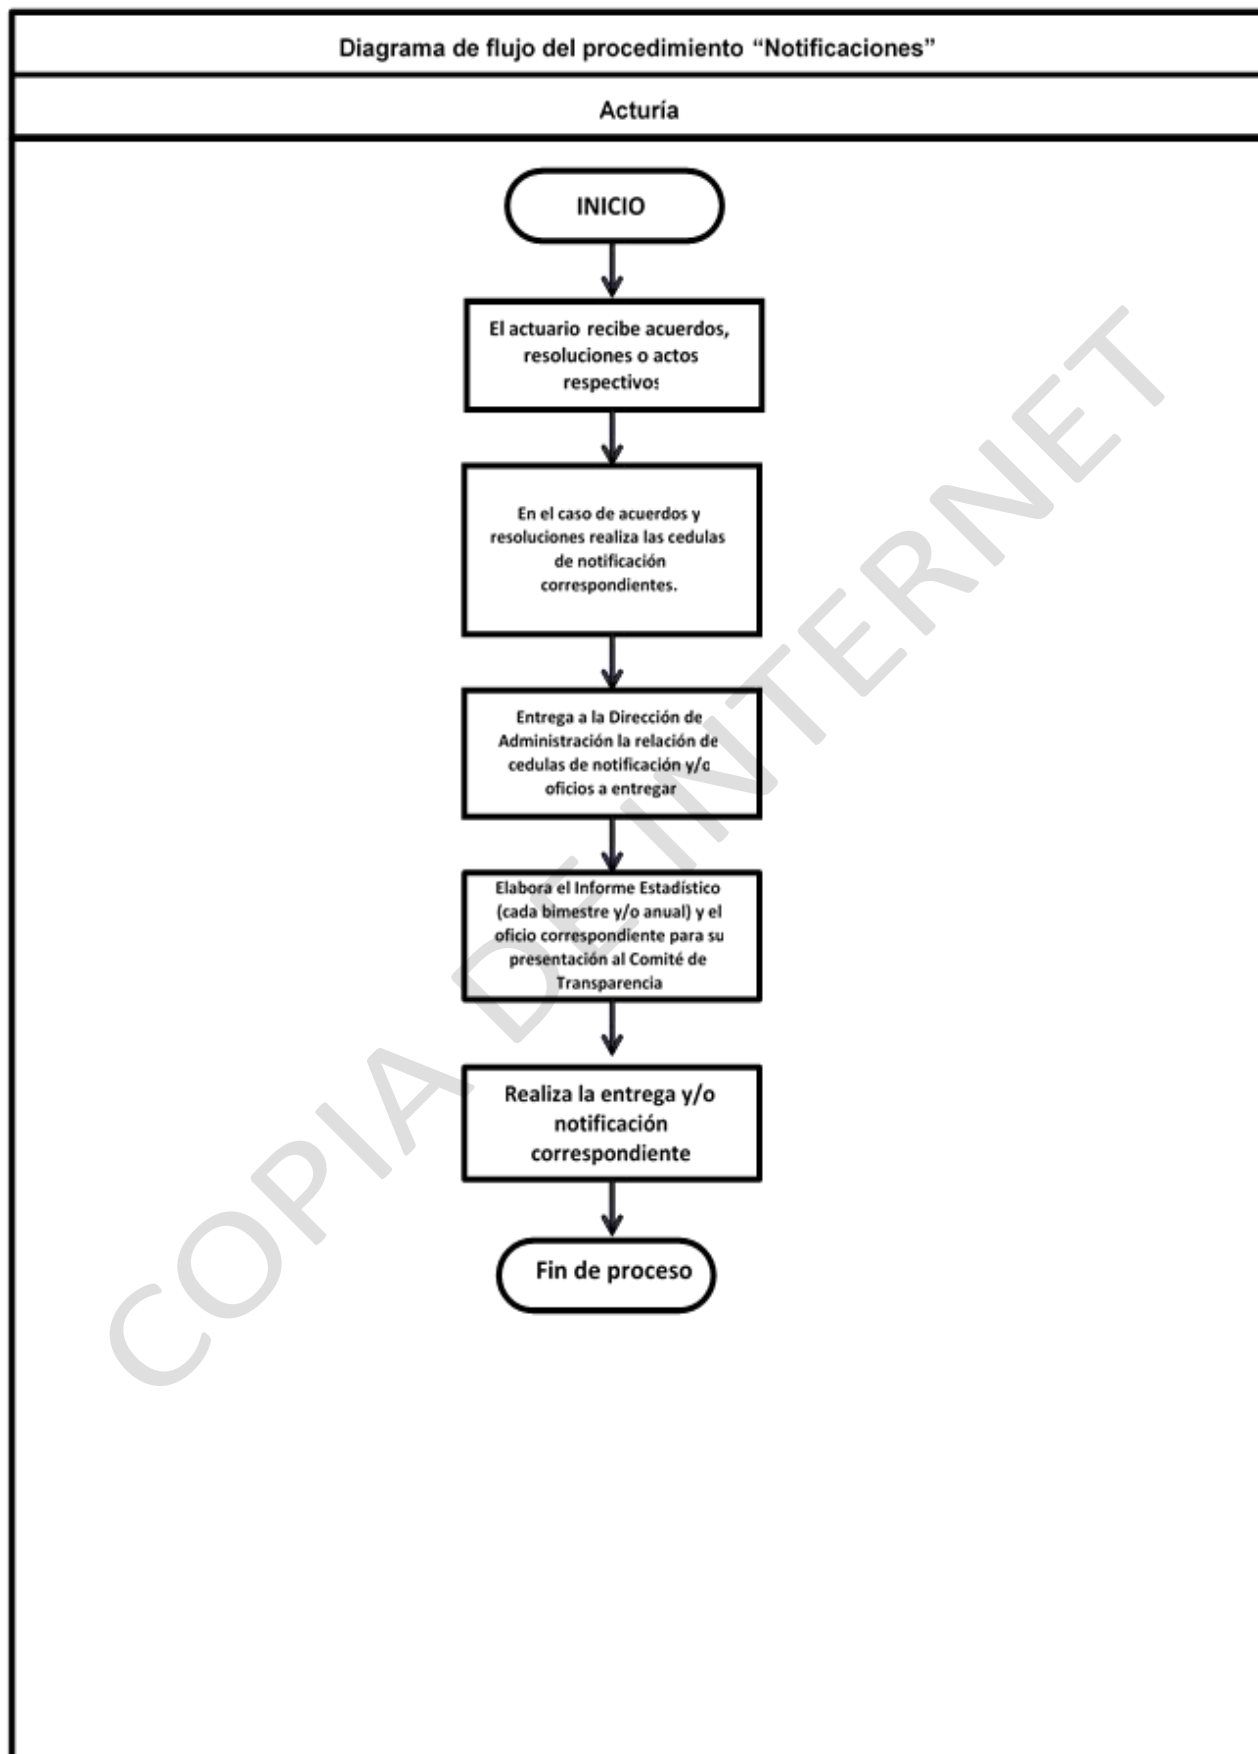 Diagrama de flujo del procedimiento “Notificaciones”
Acturía
INICIO
El actuario recibe acuerdos,
resoluciones o actos
respectivos
En el caso de acuerdos y
resoluciones realiza las cedulas
de notificación
correspondientes.
Entrega a la Dirección de
Administración la relación de
cedulas de notificación y/o
oficios a entregar
Elabora el Informe Estadístico
(cada bimestre y/o anual) y el
oficio correspondiente para su
presentación al Comité de
Transparencia
Realiza la entrega y/o
notificación
correspondiente
Fin de proceso
COPIA DE INTERNET